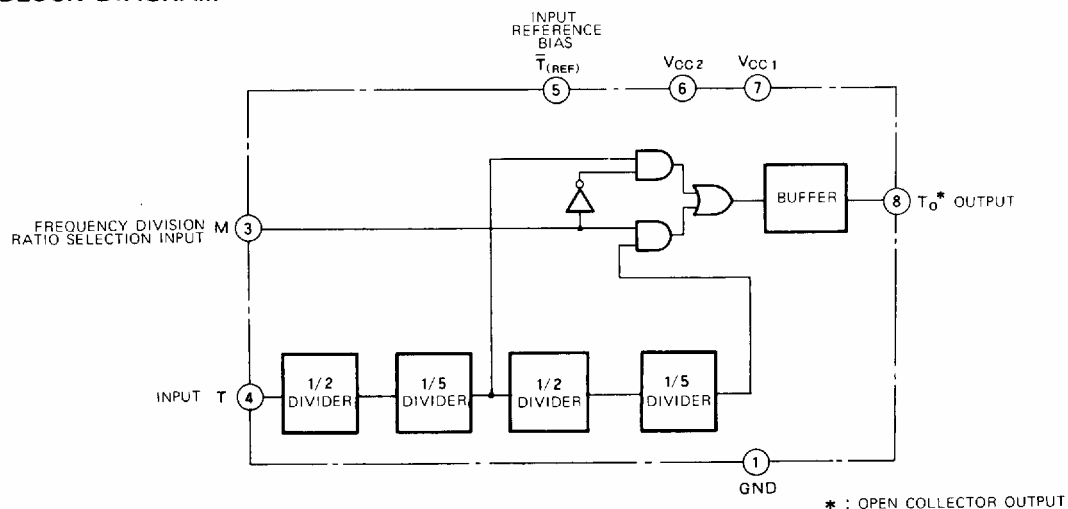 BLOCK DIAGRAM
INPUT
REFERENCE
BIAS
T̅(REF)
VCC2
VCC1
5
6
7
FREQUENCY DIVISION
RATIO SELECTION INPUT
M
3
BUFFER
8
To* OUTPUT
INPUT T
4
1/2
DIVIDER
1/5
DIVIDER
1/2
DIVIDER
1/5
DIVIDER
1
GND
* : OPEN COLLECTOR OUTPUT